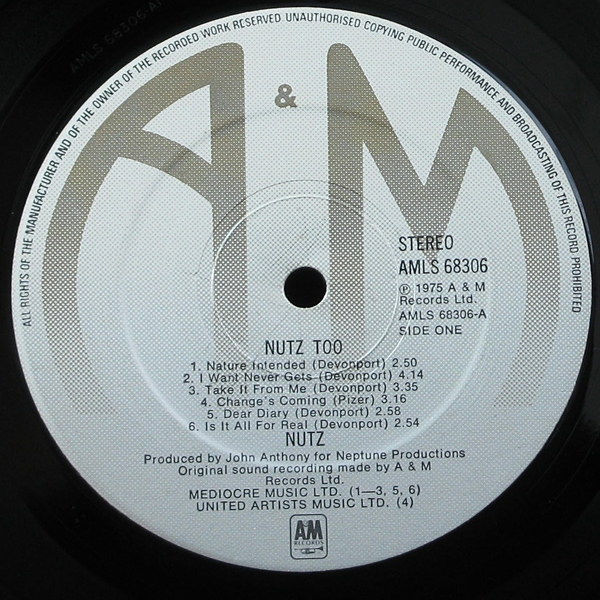 AMLS 68306-A
ALL RIGHTS OF THE MANUFACTURER AND OF THE OWNER OF THE RECORDED WORK RESERVED UNAUTHORISED COPYING PUBLIC PERFORMANCE AND BROADCASTING OF THIS RECORD PROHIBITED
A & M
STEREO
AMLS 68306
℗ 1975 A & M
Records Ltd.
AMLS 68306-A
SIDE ONE
NUTZ TOO
1. Nature Intended (Devonport) 2.50
2. I Want Never Gets (Devonport) 4.14
3. Take It From Me (Devonport) 3.35
4. Change's Coming (Pizer) 3.16
5. Dear Diary (Devonport) 2.58
6. Is It All For Real (Devonport) 2.54
NUTZ
Produced by John Anthony for Neptune Productions
Original sound recording made by A & M
Records Ltd.
MEDIOCRE MUSIC LTD. (1—3, 5, 6)
UNITED ARTISTS MUSIC LTD. (4)
A&M
RECORDS